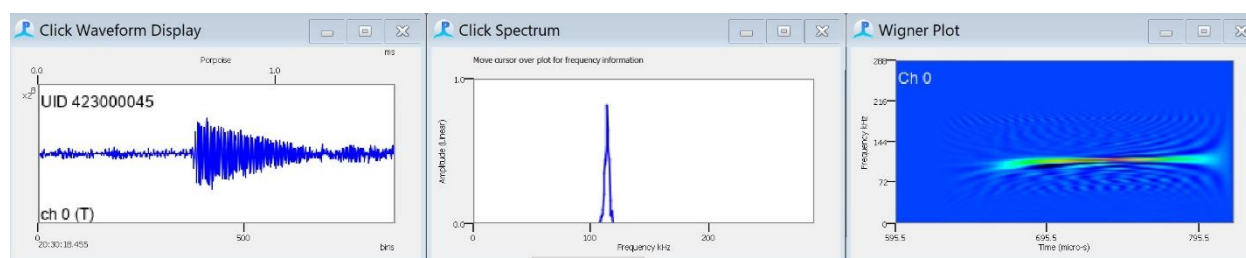 Click Waveform Display
ms
Porpoise
0.0 1.0
x2^8
UID 423000045
ch 0 (T)
0 500
20:30:18.455 bins
Click Spectrum
Move cursor over plot for frequency information
1.0
Amplitude (Linear)
0.0
0 100 200
Frequency kHz
Wigner Plot
Ch 0
288
216
144
72
0
Frequency kHz
595.5 695.5 795.5
Time (micro-s)